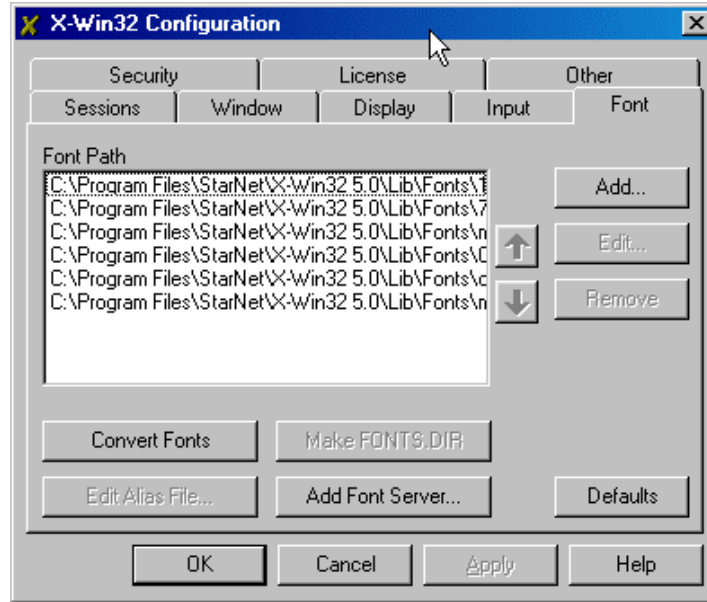 X-Win32 Configuration
Security License Other
Sessions Window Display Input Font
Font Path
C:\Program Files\StarNet\X-Win32 5.0\Lib\Fonts\1
C:\Program Files\StarNet\X-Win32 5.0\Lib\Fonts\7
C:\Program Files\StarNet\X-Win32 5.0\Lib\Fonts\n
C:\Program Files\StarNet\X-Win32 5.0\Lib\Fonts\
C:\Program Files\StarNet\X-Win32 5.0\Lib\Fonts\
C:\Program Files\StarNet\X-Win32 5.0\Lib\Fonts\n
Add...
Edit...
Remove
Convert Fonts Make FONTS.DIR
Edit Alias File... Add Font Server... Defaults
OK Cancel Apply Help